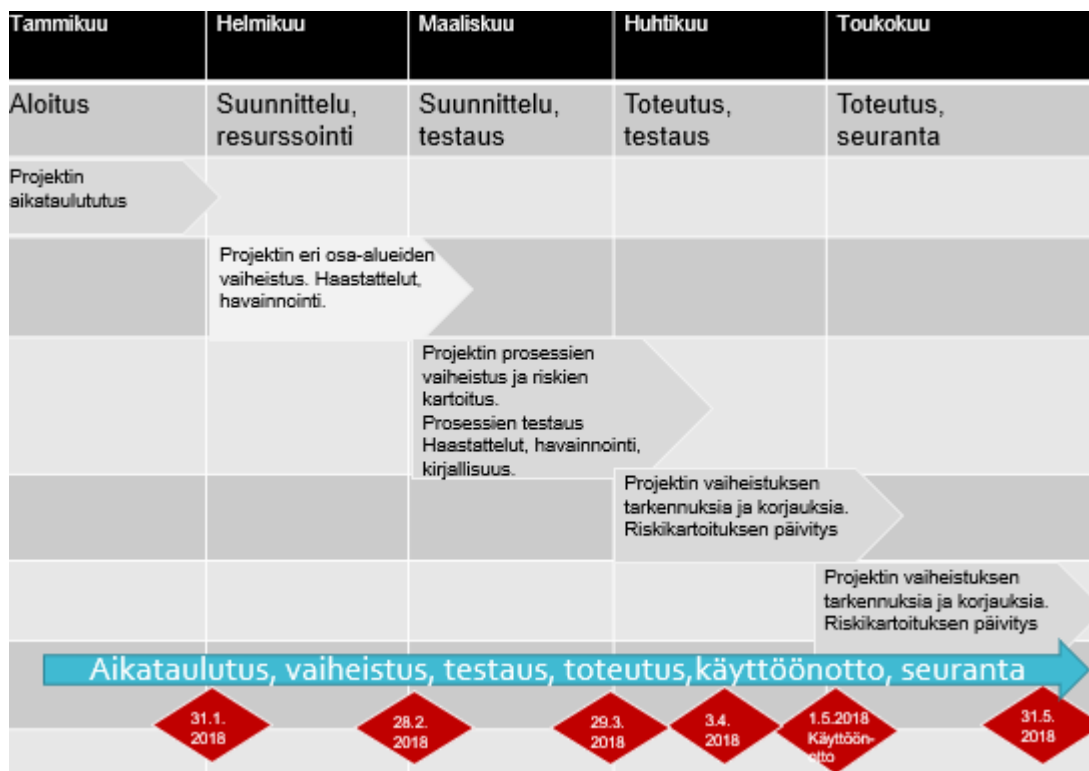 Tammikuu
Helmikuu
Maaliskuu
Huhtikuu
Toukokuu
Aloitus
Suunnittelu,
resurssointi
Suunnittelu,
testaus
Toteutus,
testaus
Toteutus,
seuranta
Projektin
aikataulututus
Projektin eri osa-alueiden
vaiheistus. Haastattelut,
havainnointi.
Projektin prosessien
vaiheistus ja riskien
kartoitus.
Prosessien testaus
Haastattelut, havainnointi,
kirjallisuus.
Projektin vaiheistuksen
tarkennuksia ja korjauksia.
Riskikartoituksen päivitys
Projektin vaiheistuksen
tarkennuksia ja korjauksia.
Riskikartoituksen päivitys
Aikataulutus, vaiheistus, testaus, toteutus,käyttöönotto, seuranta
31.1.
2018
28.2.
2018
29.3.
2018
3.4.
2018
1.5.2018
Käyttöön-
otto
31.5.
2018